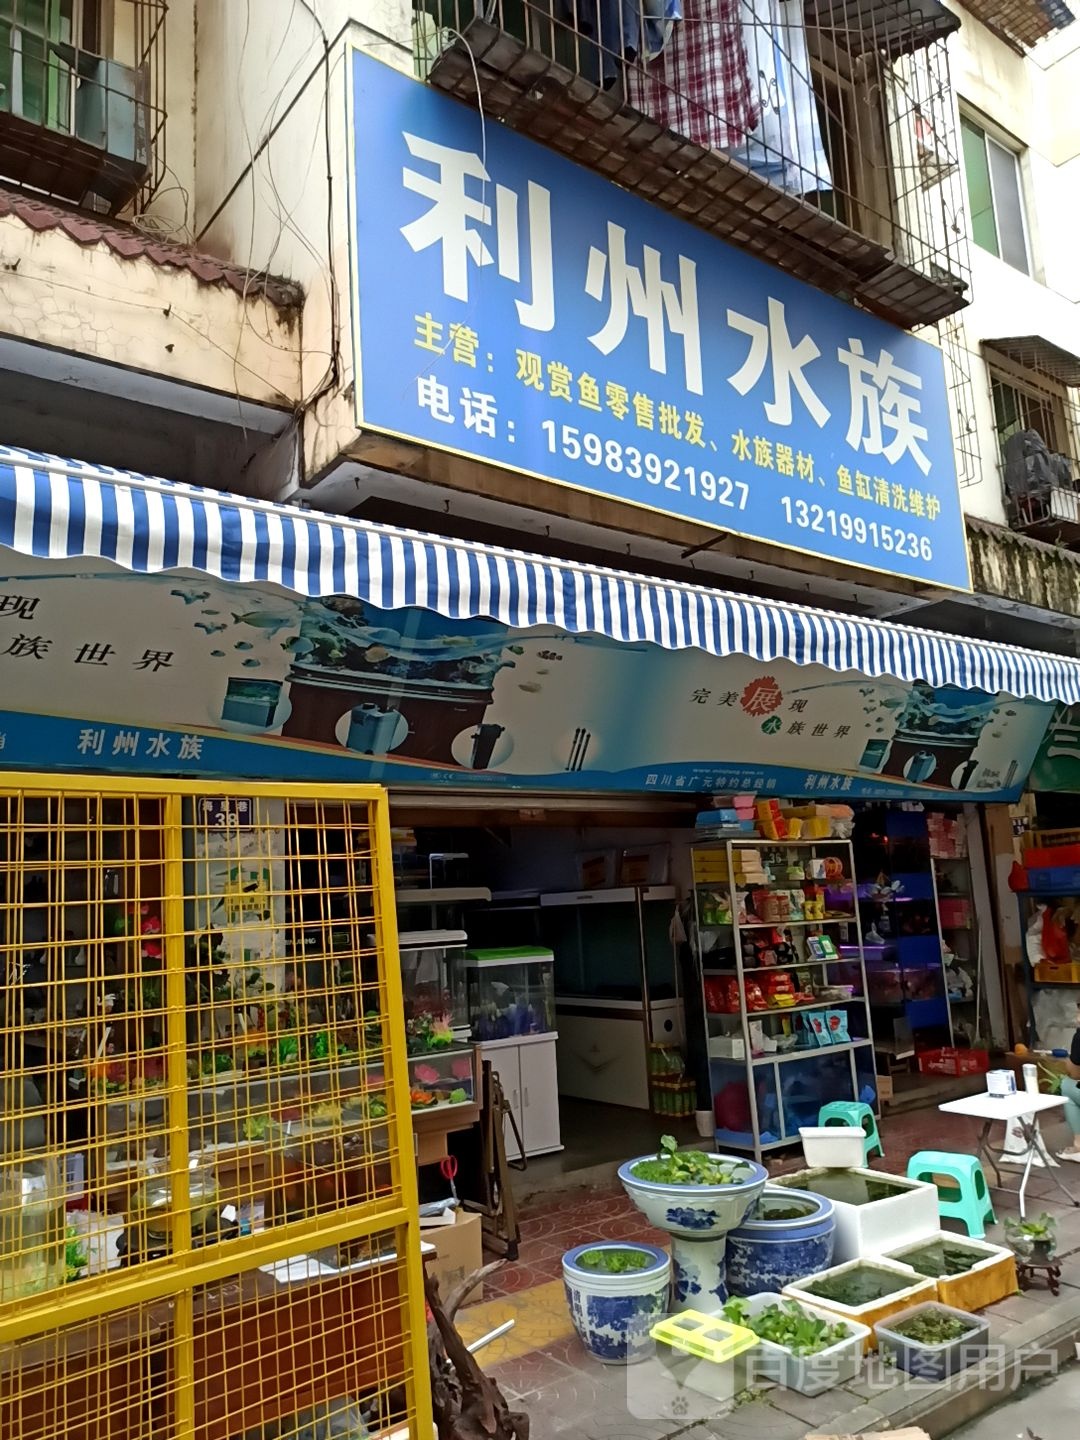 利州水族
主营：观赏鱼零售批发、水族器材、鱼缸清洗维护
电话：15983921927 13219915236
现
族世界
利州水族
完美展现
水族世界
四川省广元特约总经销
利州水族
38
百度地图用户